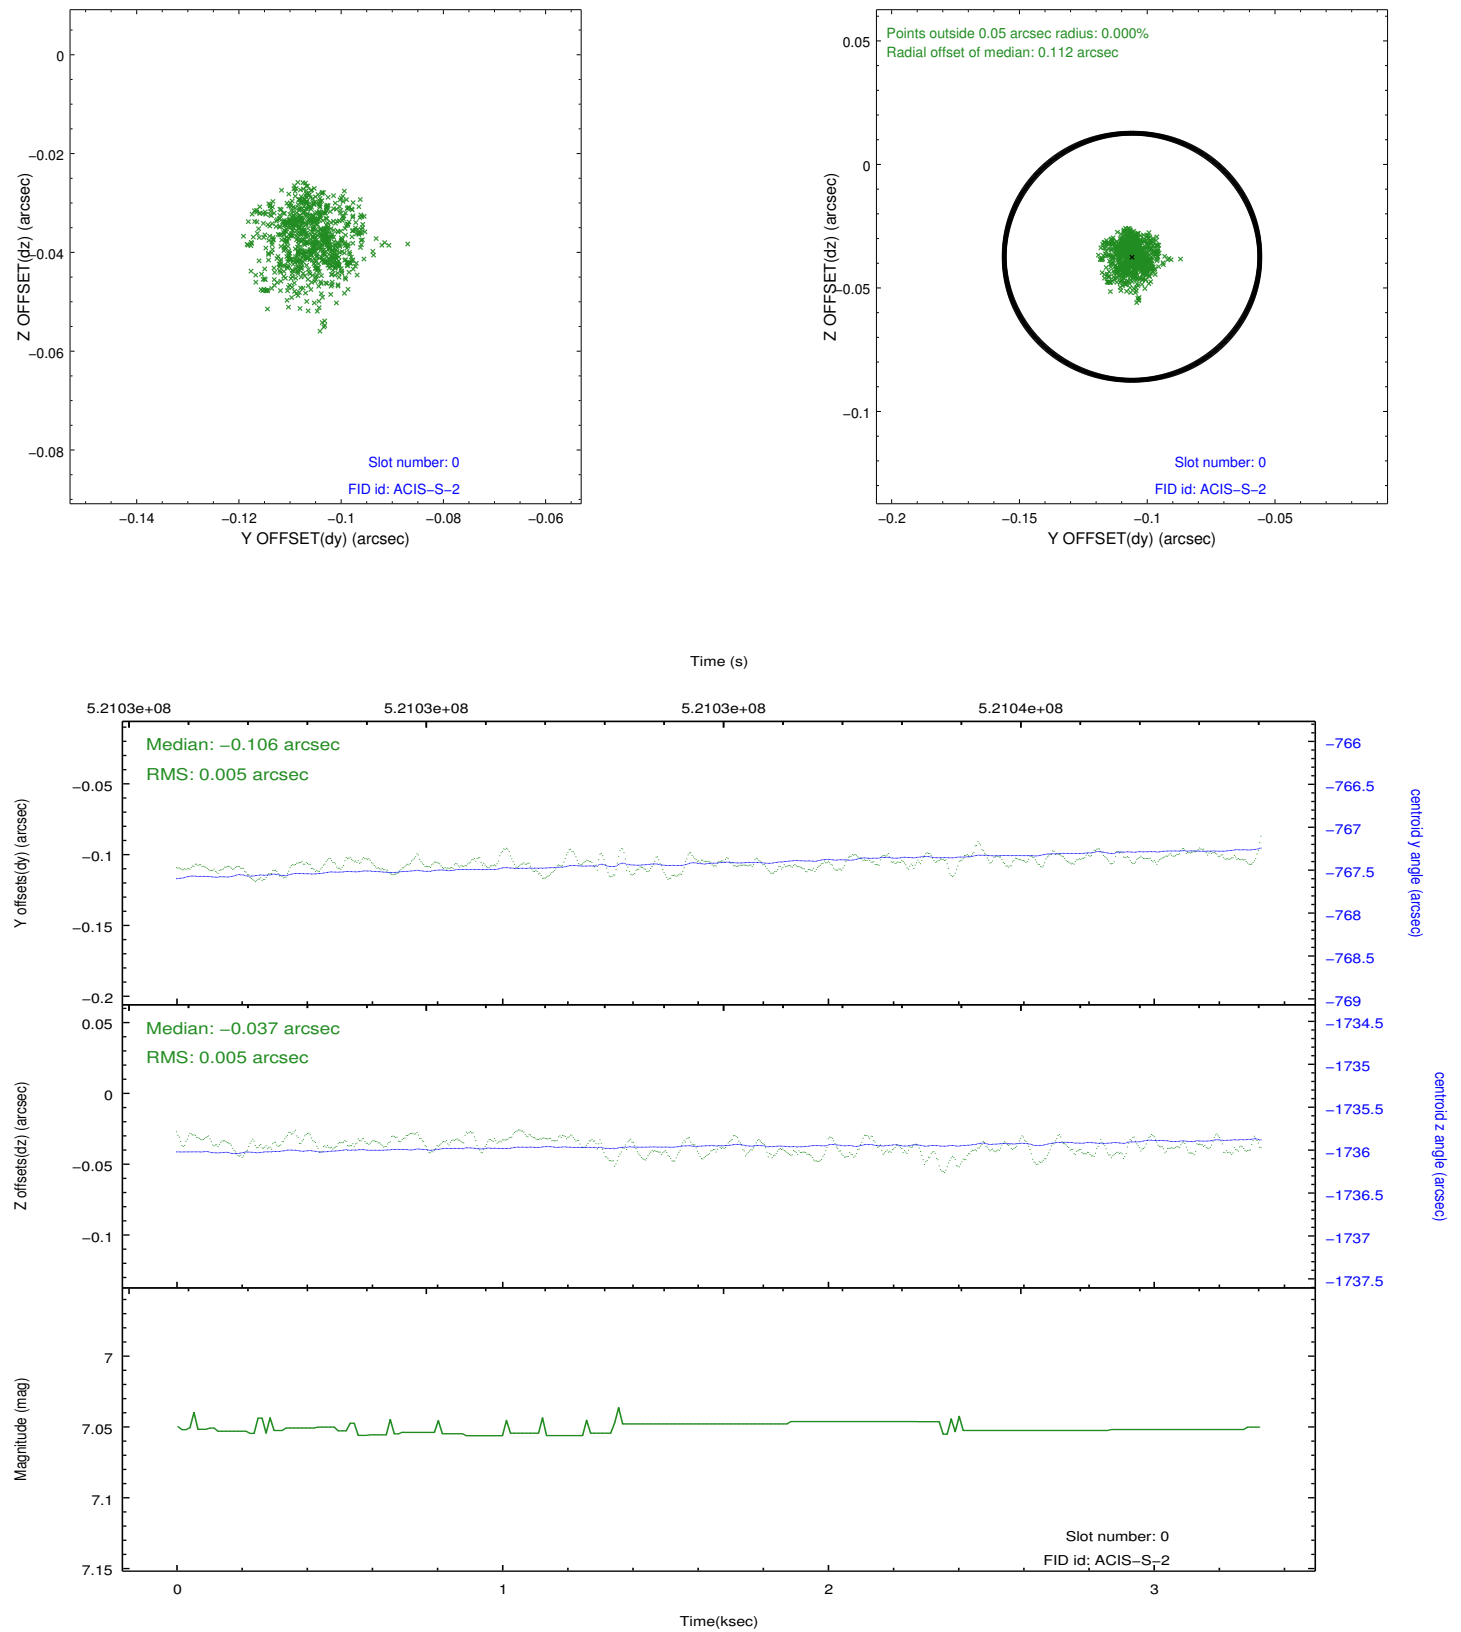 0
−0.02
−0.04
−0.06
−0.08
Z OFFSET(dz) (arcsec)
Slot number: 0
FID id: ACIS−S−2
−0.14
−0.12
−0.1
−0.08
−0.06
Y OFFSET(dy) (arcsec)
Points outside 0.05 arcsec radius: 0.000%
Radial offset of median: 0.112 arcsec
0.05
0
−0.05
−0.1
Z OFFSET(dz) (arcsec)
Slot number: 0
FID id: ACIS−S−2
−0.2
−0.15
−0.1
−0.05
Y OFFSET(dy) (arcsec)
Time (s)
5.2103e+08
5.2103e+08
5.2103e+08
5.2104e+08
Median: −0.106 arcsec
RMS: 0.005 arcsec
−0.05
−0.1
−0.15
−0.2
Y offsets(dy) (arcsec)
−766
−766.5
−767
−767.5
−768
−768.5
−769
centroid y angle (arcsec)
Median: −0.037 arcsec
RMS: 0.005 arcsec
0.05
0
−0.05
−0.1
Z offsets(dz) (arcsec)
−1734.5
−1735
−1735.5
−1736
−1736.5
−1737
−1737.5
centroid z angle (arcsec)
7
7.05
7.1
7.15
Magnitude (mag)
Slot number: 0
FID id: ACIS−S−2
0
1
2
3
Time(ksec)